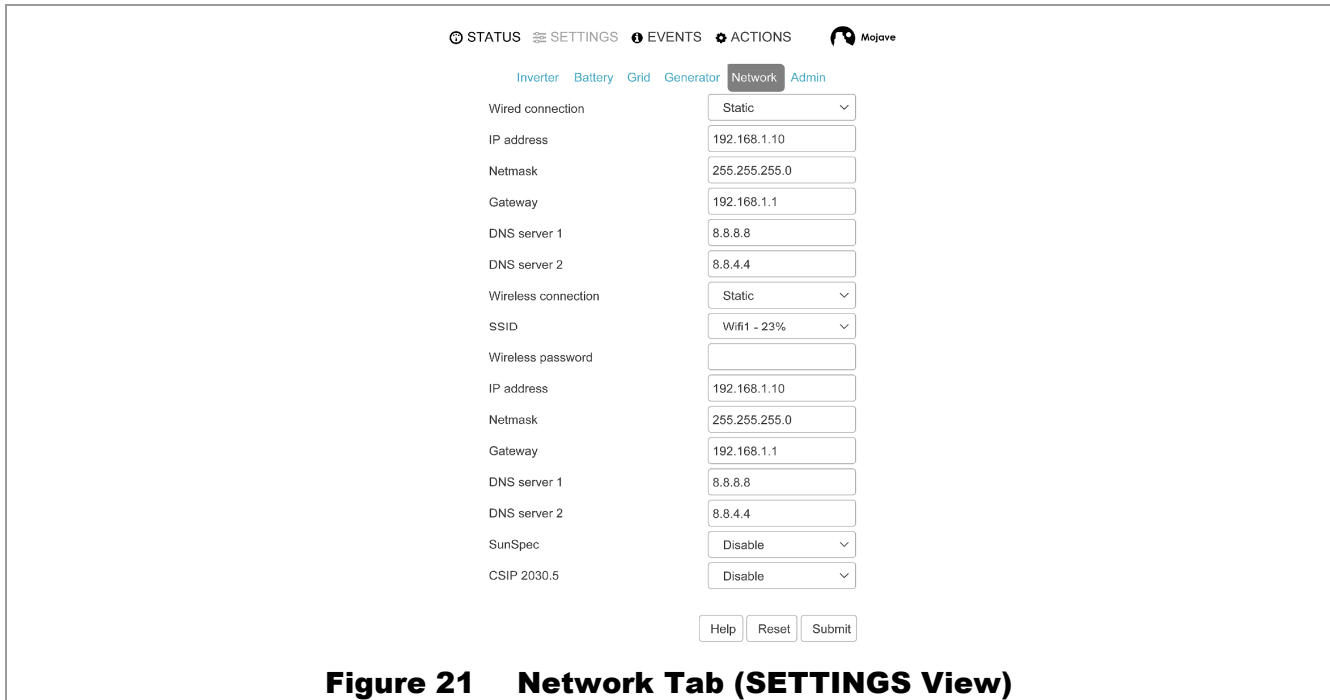 STATUS SETTINGS EVENTS ACTIONS Mojave
Inverter Battery Grid Generator Network Admin
Wired connection Static
IP address 192.168.1.10
Netmask 255.255.255.0
Gateway 192.168.1.1
DNS server 1 8.8.8.8
DNS server 2 8.8.4.4
Wireless connection Static
SSID Wifi1 - 23%
Wireless password
IP address 192.168.1.10
Netmask 255.255.255.0
Gateway 192.168.1.1
DNS server 1 8.8.8.8
DNS server 2 8.8.4.4
SunSpec Disable
CSIP 2030.5 Disable
Help Reset Submit
Figure 21 Network Tab (SETTINGS View)